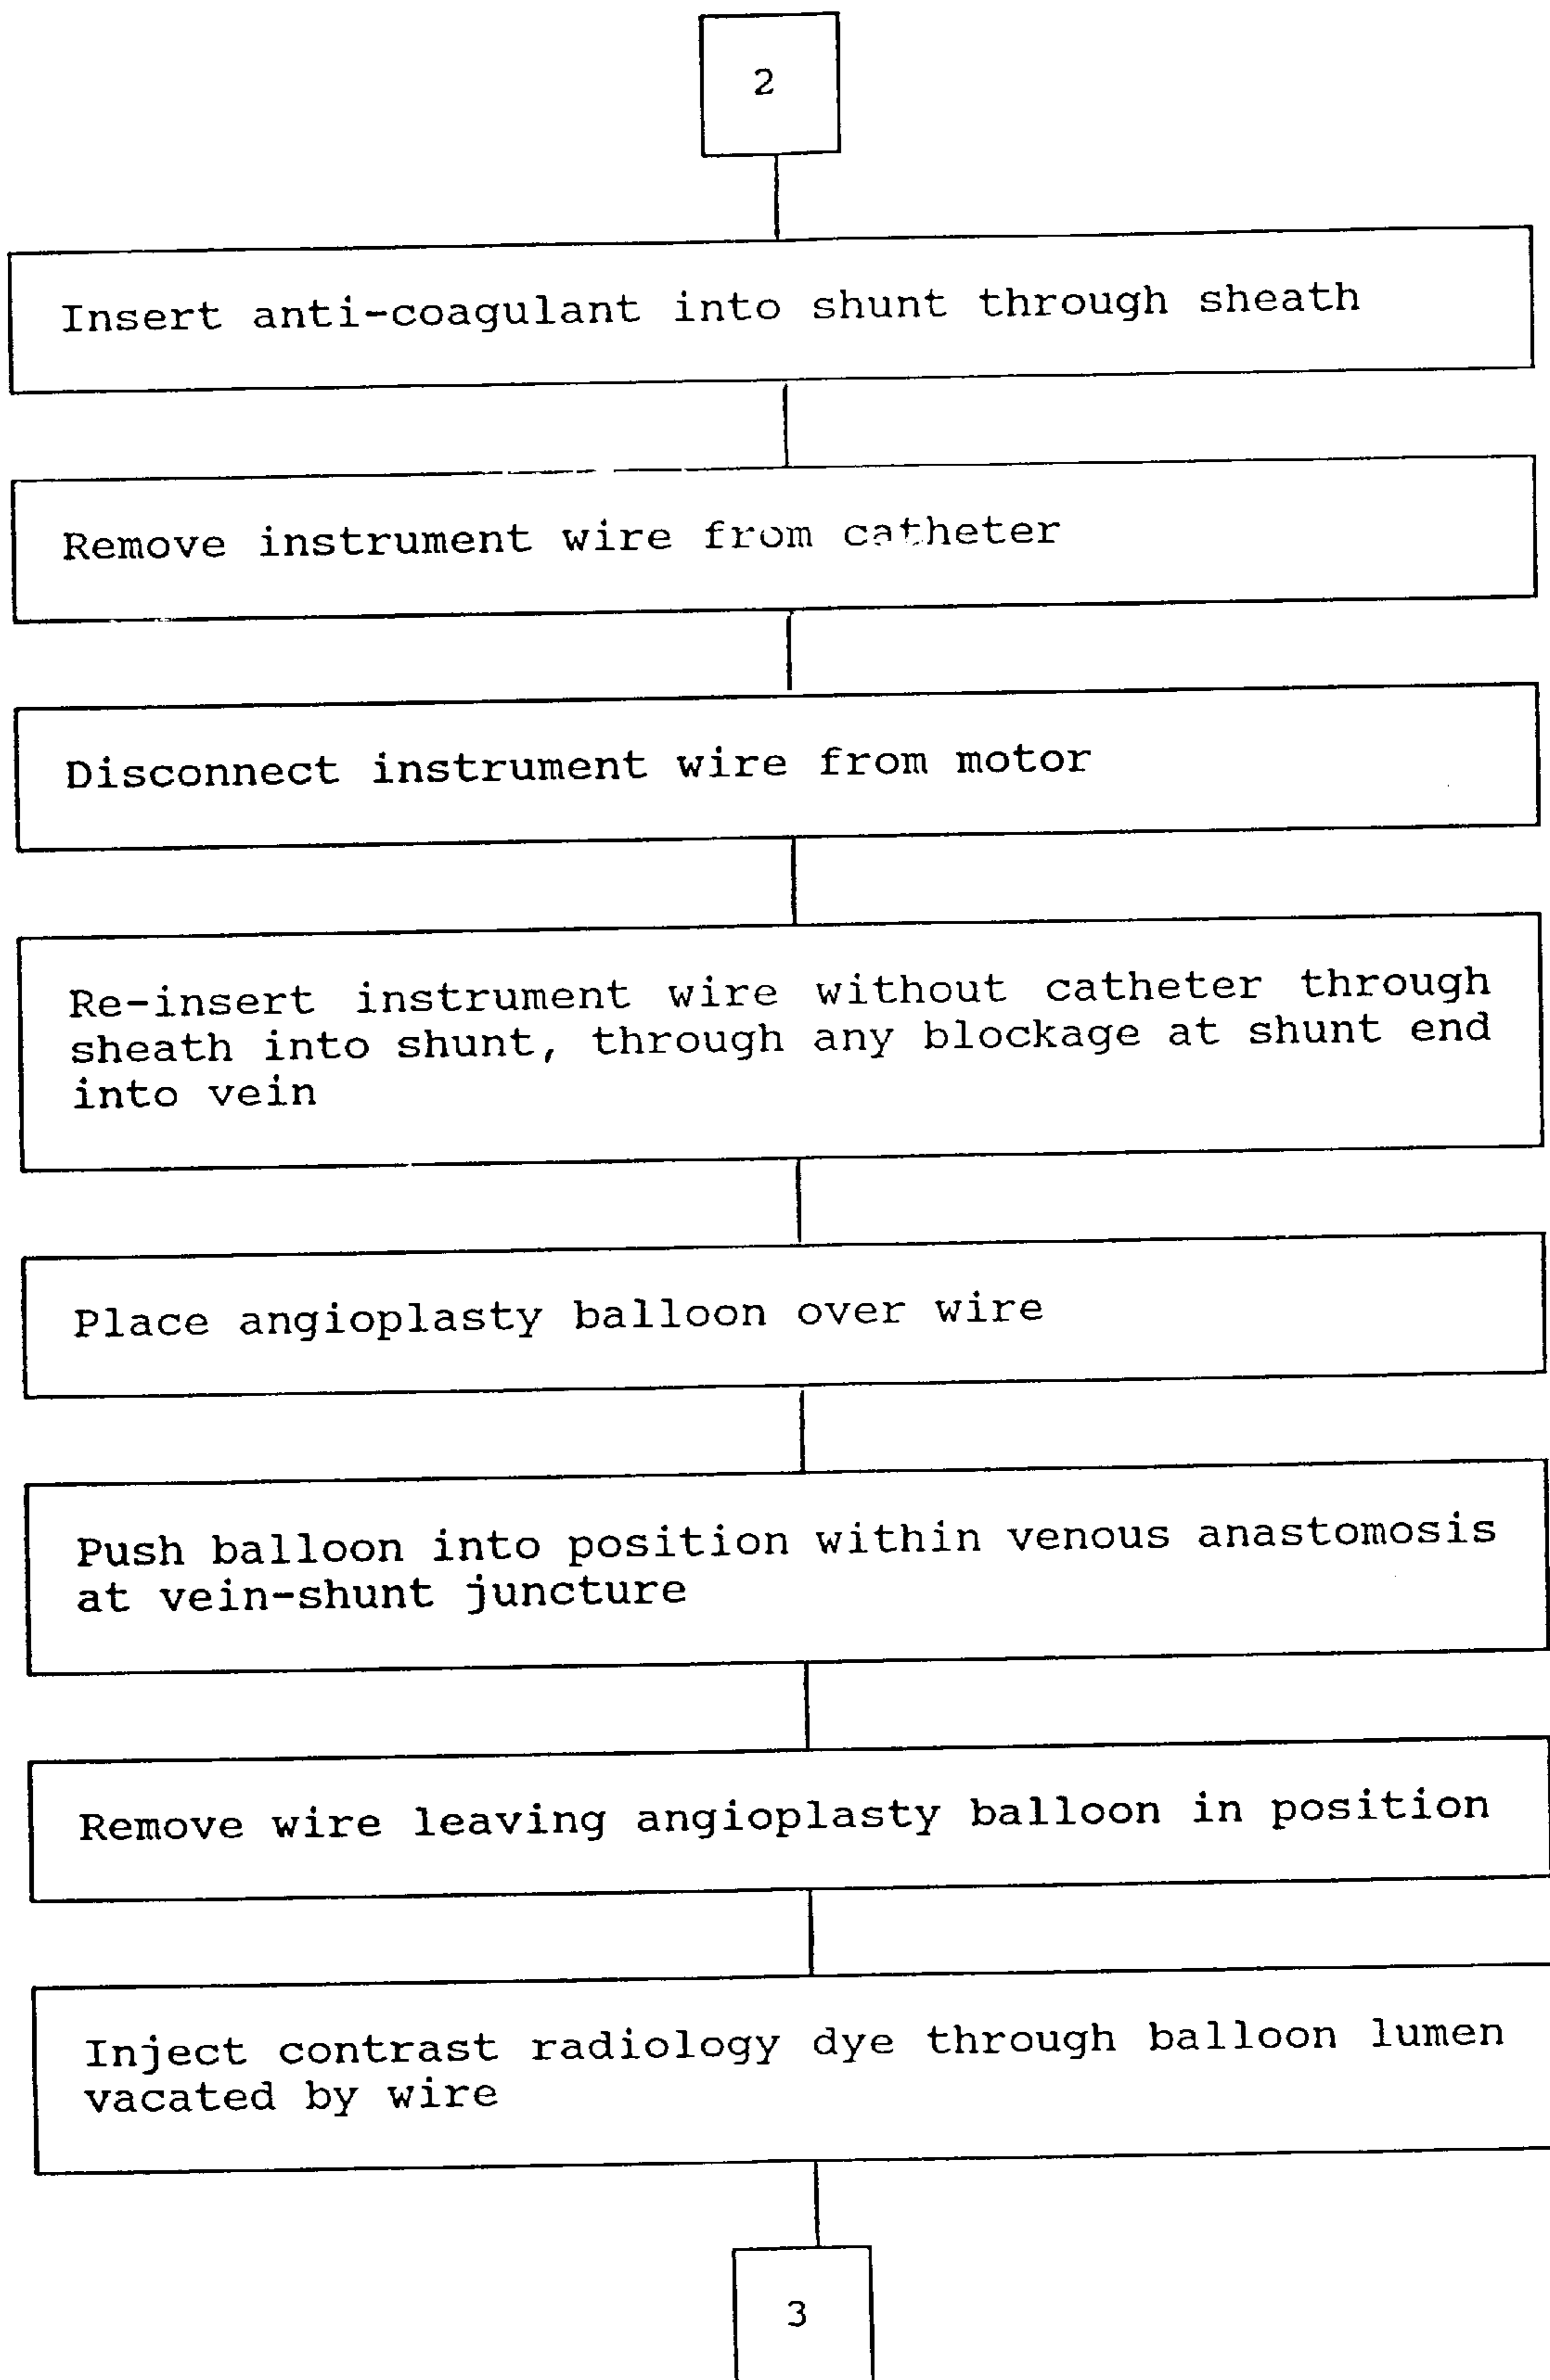 2
Insert anti-coagulant into shunt through sheath
Remove instrument wire from catheter
Disconnect instrument wire from motor
Re-insert instrument wire without catheter through
sheath into shunt, through any blockage at shunt end
into vein
Place angioplasty balloon over wire
Push balloon into position within venous anastomosis
at vein-shunt juncture
Remove wire leaving angioplasty balloon in position
Inject contrast radiology dye through balloon lumen
vacated by wire
3